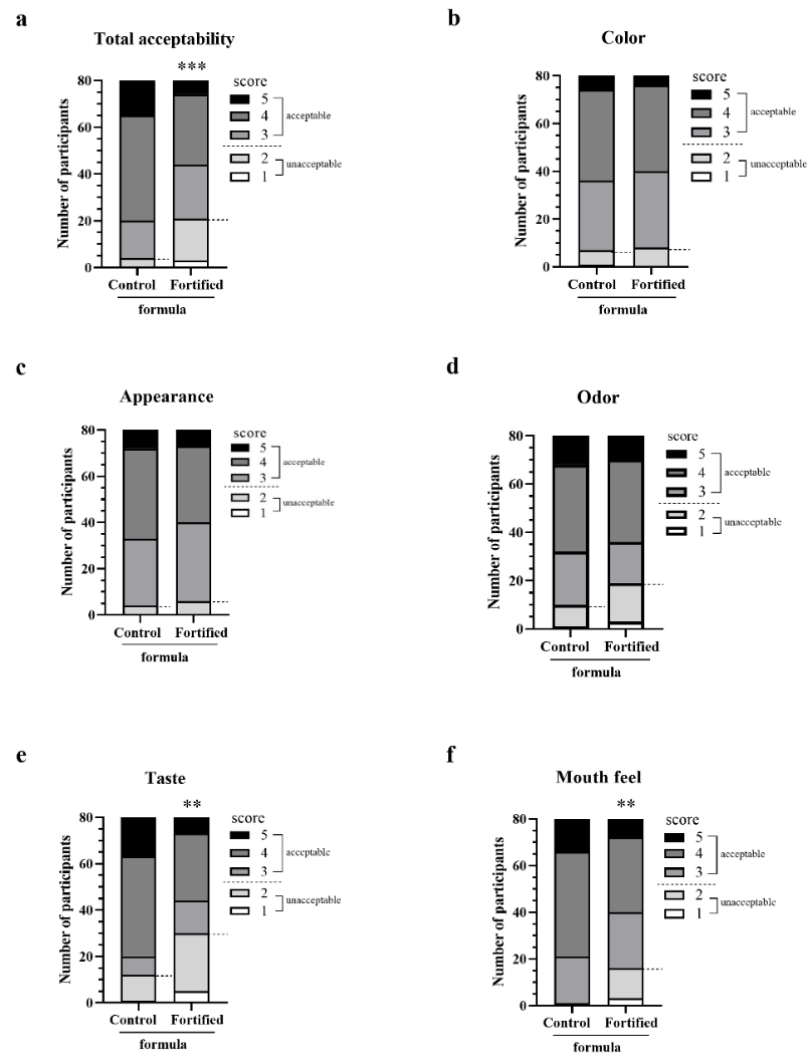 a
Total acceptability
***
score
5
4
3
acceptable
2
1
unacceptable
Number of participants
80
60
40
20
0
Control Fortified
formula
b
Color
score
5
4
3
acceptable
2
1
unacceptable
Number of participants
80
60
40
20
0
Control Fortified
formula
c
Appearance
score
5
4
3
acceptable
2
1
unacceptable
Number of participants
80
60
40
20
0
Control Fortified
formula
d
Odor
score
5
4
3
acceptable
2
1
unacceptable
Number of participants
80
60
40
20
0
Control Fortified
formula
e
Taste
**
score
5
4
3
acceptable
2
1
unacceptable
Number of participants
80
60
40
20
0
Control Fortified
formula
f
Mouth feel
**
score
5
4
3
acceptable
2
1
unacceptable
Number of participants
80
60
40
20
0
Control Fortified
formula